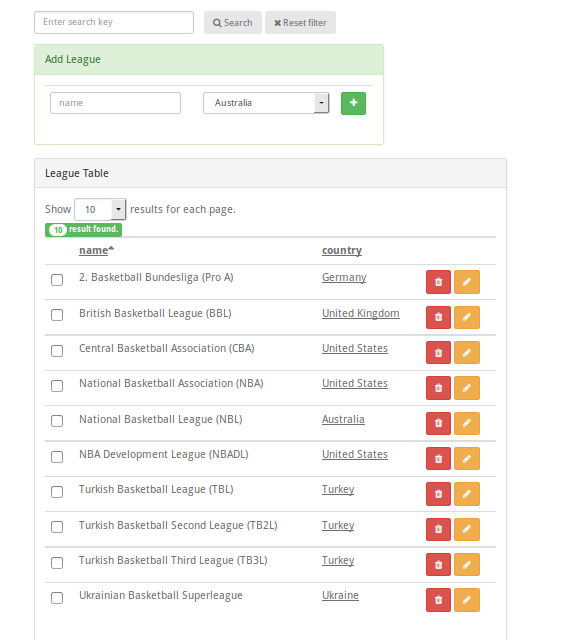 Enter search key Search Reset filter
Add League
name Australia
League Table
Show 10 results for each page.
10 result found.
name country
2. Basketball Bundesliga (Pro A) Germany
British Basketball League (BBL) United Kingdom
Central Basketball Association (CBA) United States
National Basketball Association (NBA) United States
National Basketball League (NBL) Australia
NBA Development League (NBADL) United States
Turkish Basketball League (TBL) Turkey
Turkish Basketball Second League (TB2L) Turkey
Turkish Basketball Third League (TB3L) Turkey
Ukrainian Basketball Superleague Ukraine